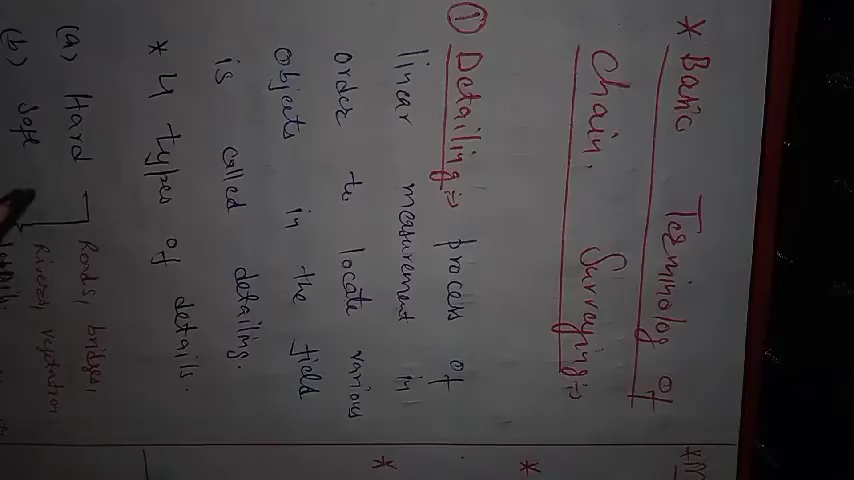 * Basic Terminolog of
Chain. Surveying:⇒
① Detailing:⇒ process of
linear measurement in
order to locate various
objects in the field
is called detailing.
* 4 types of details.
(a) Hard Roads, bridges,
(b) Soft Rivers, vegetation
*
*